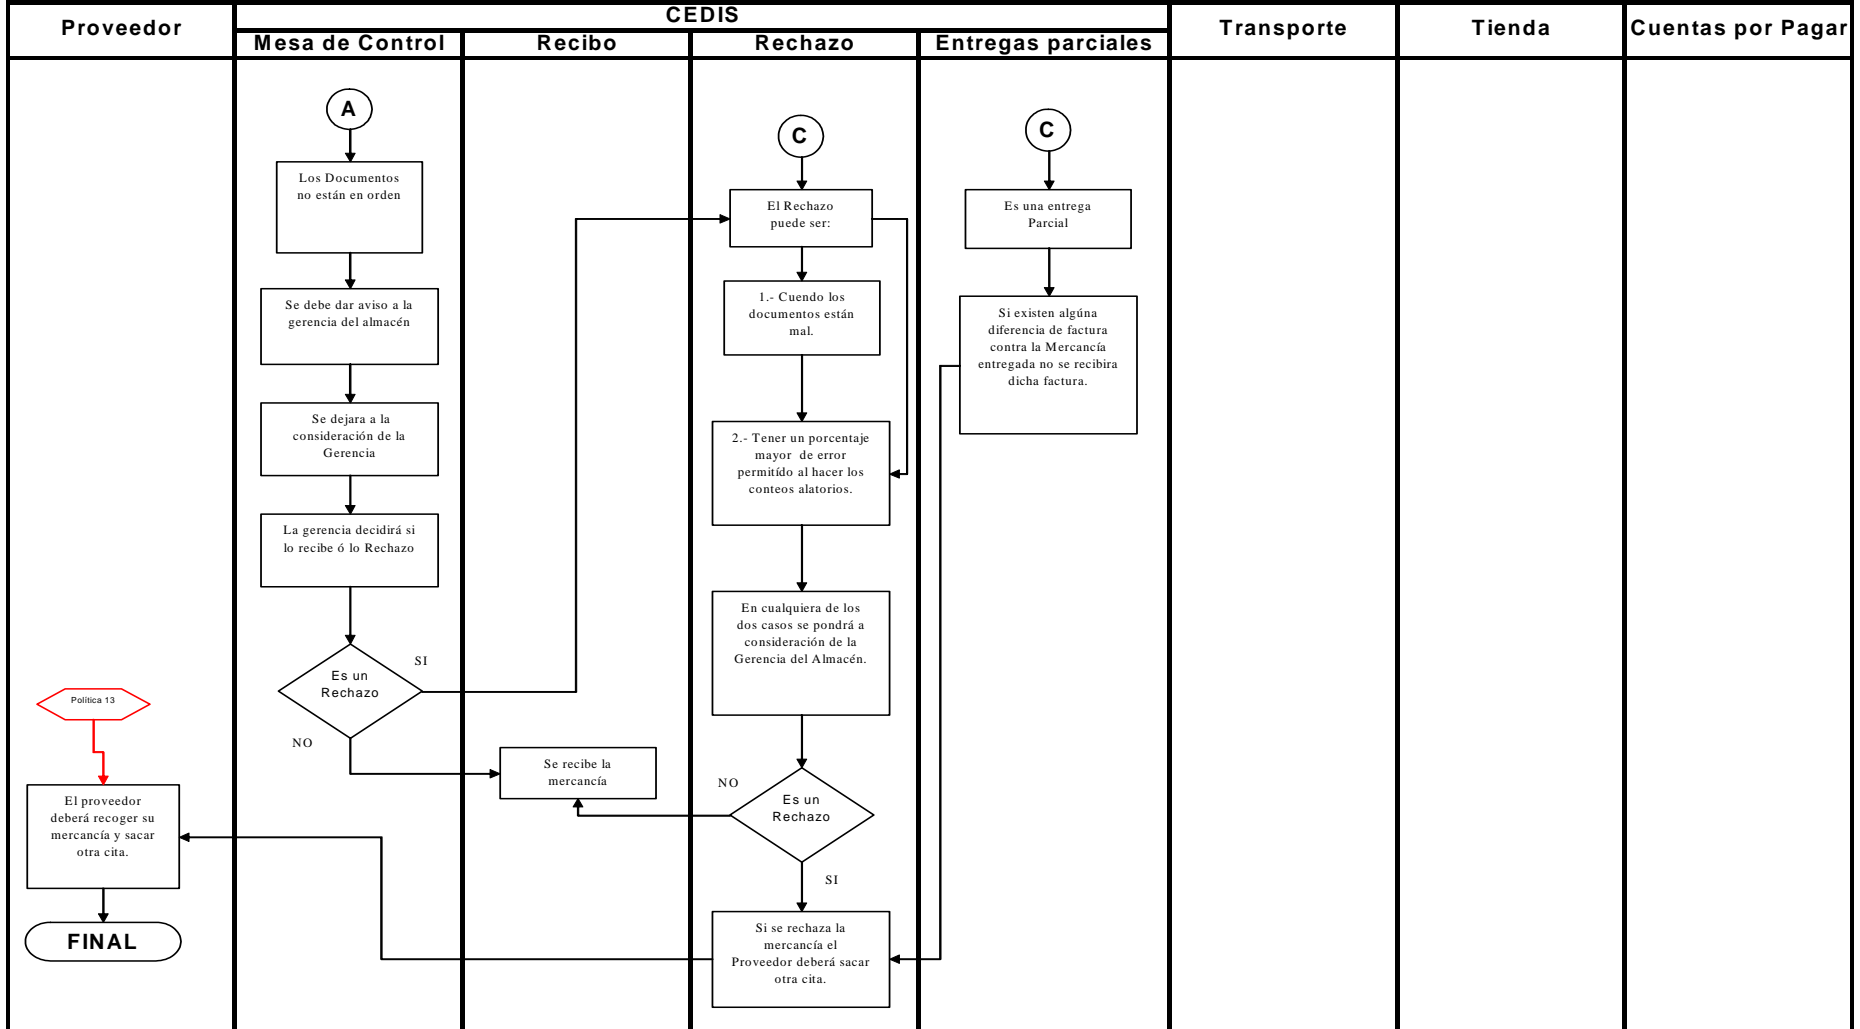 Proveedor
CEDIS
Mesa de Control
Recibo
Rechazo
Entregas parciales
Transporte
Tienda
Cuentas por Pagar
A
Los Documentos
no están en orden
Se debe dar aviso a la
gerencia del almacén
Se dejara a la
consideración de la
Gerencia
La gerencia decidirá si
lo recibe ó lo Rechazo
Es un
Rechazo
SI
NO
Política 13
El proveedor
deberá recoger su
mercancía y sacar
otra cita.
FINAL
Se recibe la
mercancía
C
El Rechazo
puede ser:
1.- Cuendo los
documentos están
mal.
2.- Tener un porcentaje
mayor de error
permitído al hacer los
conteos alatorios.
En cualquiera de los
dos casos se pondrá a
consideración de la
Gerencia del Almacén.
NO
Es un
Rechazo
SI
Si se rechaza la
mercancía el
Proveedor deberá sacar
otra cita.
C
Es una entrega
Parcial
Si existen algúna
diferencia de factura
contra la Mercancía
entregada no se recibira
dicha factura.